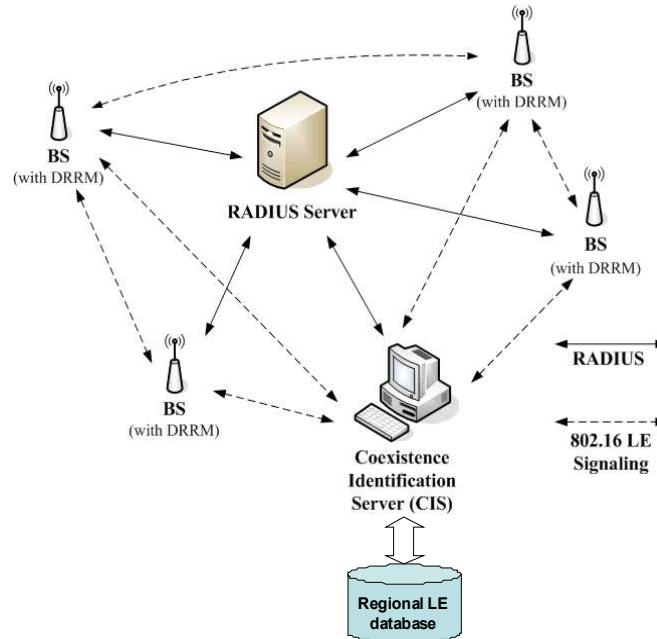 BS
(with DRRM)
BS
(with DRRM)
RADIUS Server
BS
(with DRRM)
BS
(with DRRM)
RADIUS
802.16 LE
Signaling
Coexistence
Identification
Server (CIS)
Regional LE
database